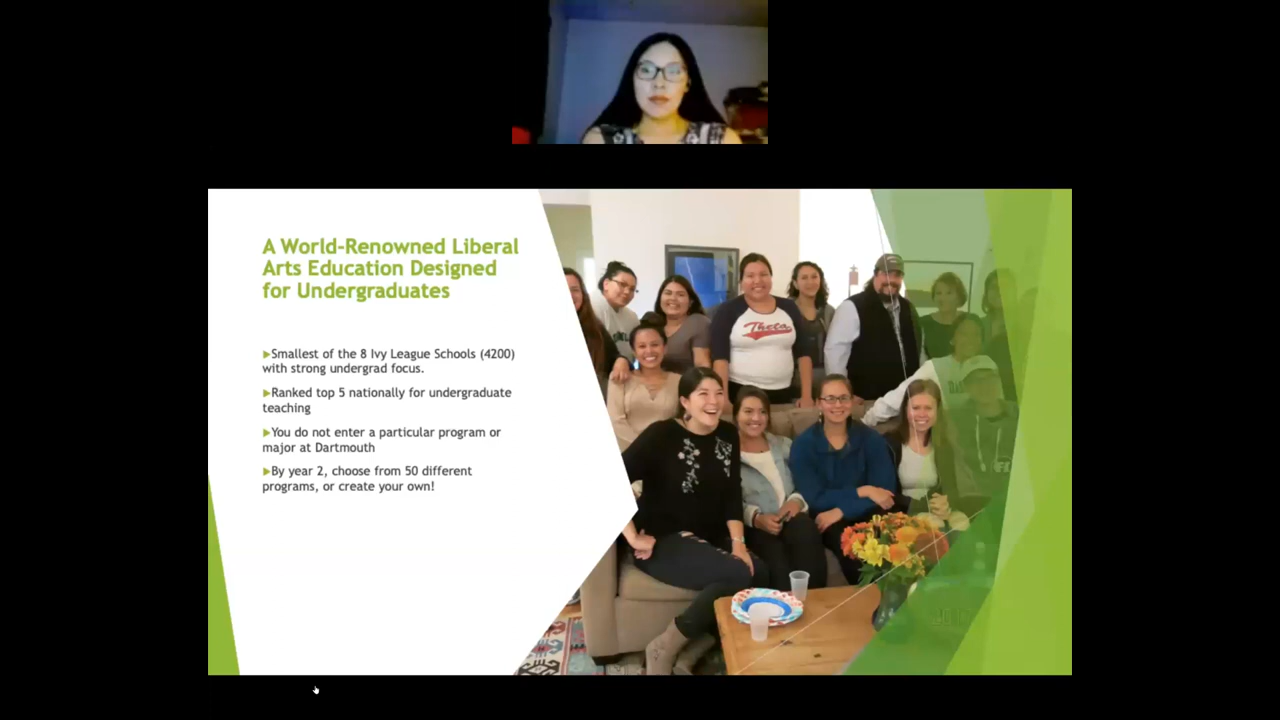 A World-Renowned Liberal
Arts Education Designed
for Undergraduates
▶Smallest of the 8 Ivy League Schools (4200)
with strong undergrad focus.
▶Ranked top 5 nationally for undergraduate
teaching
▶You do not enter a particular program or
major at Dartmouth
▶By year 2, choose from 50 different
programs, or create your own!
Theta